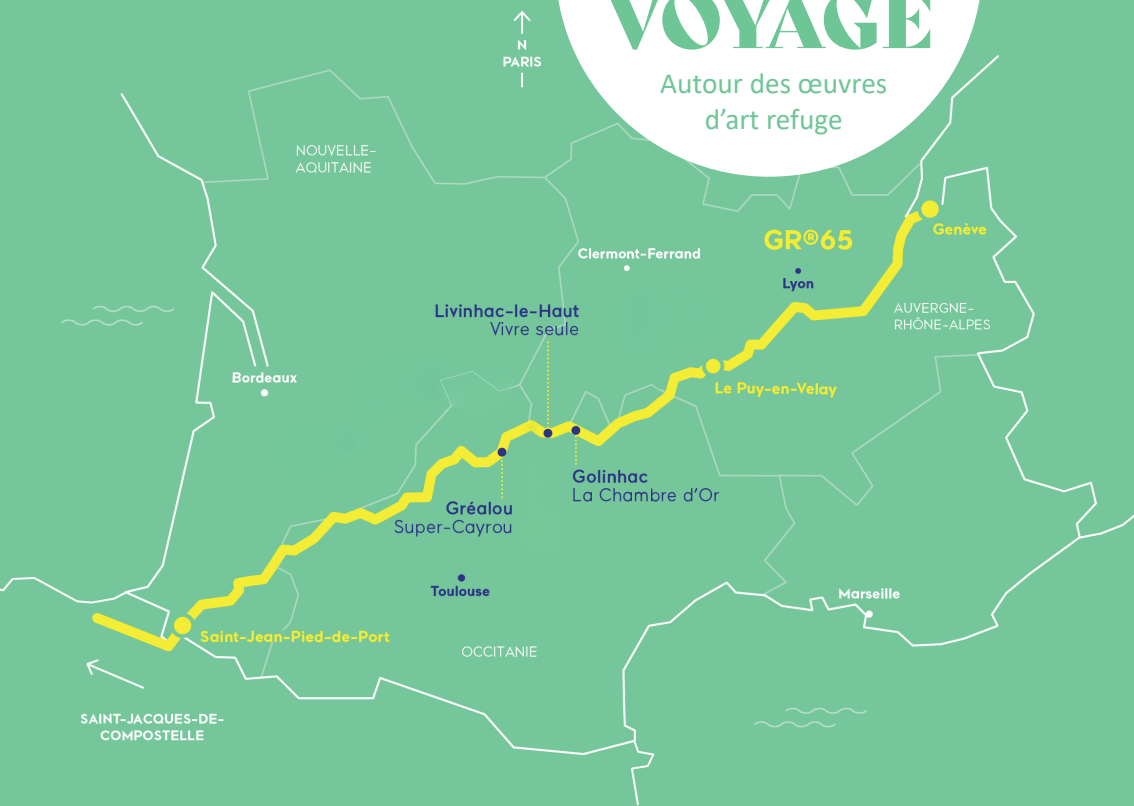 VOYAGE
Autour des œuvres
d’art refuge
N
PARIS
NOUVELLE-
AQUITAINE
Genève
GR®65
Clermont-Ferrand
Lyon
AUVERGNE-
RHÔNE-ALPES
Livinhac-le-Haut
Vivre seule
Bordeaux
Le Puy-en-Velay
Golinhac
La Chambre d’Or
Gréalou
Super-Cayrou
Toulouse
Marseille
Saint-Jean-Pied-de-Port
OCCITANIE
SAINT-JACQUES-DE-
COMPOSTELLE